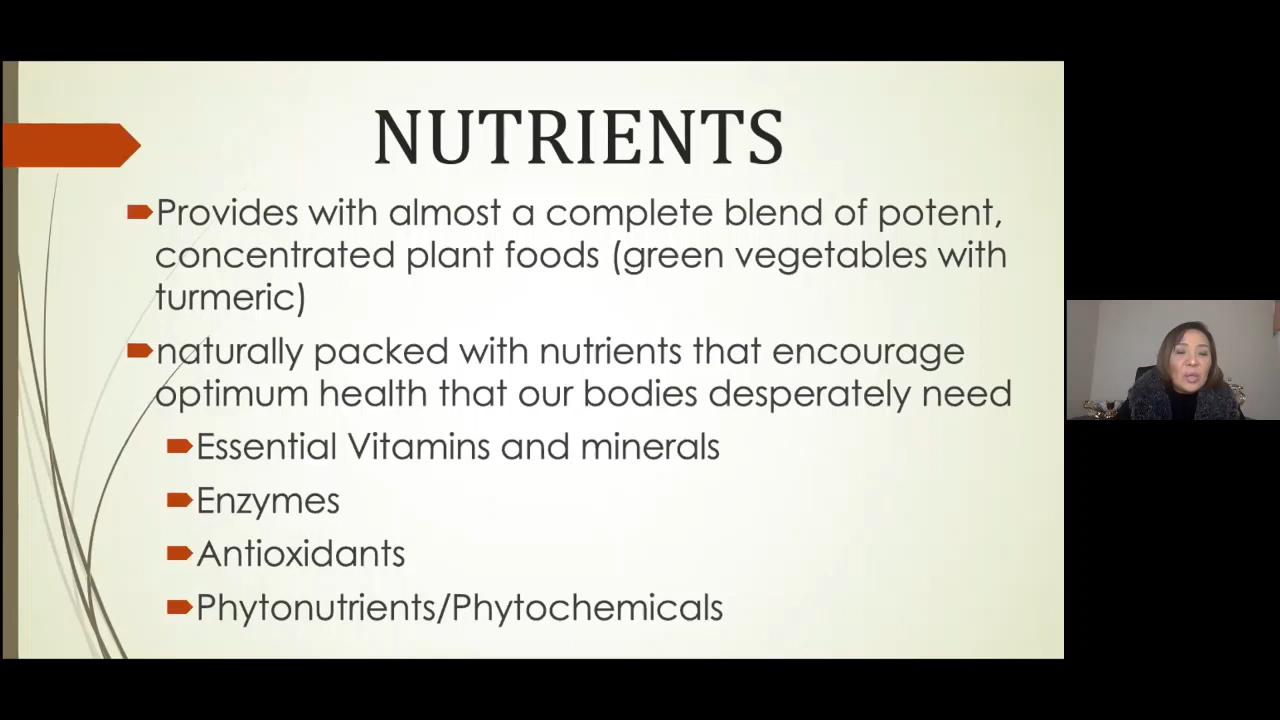 NUTRIENTS
Provides with almost a complete blend of potent,
concentrated plant foods (green vegetables with
turmeric)
naturally packed with nutrients that encourage
optimum health that our bodies desperately need
Essential Vitamins and minerals
Enzymes
Antioxidants
Phytonutrients/Phytochemicals